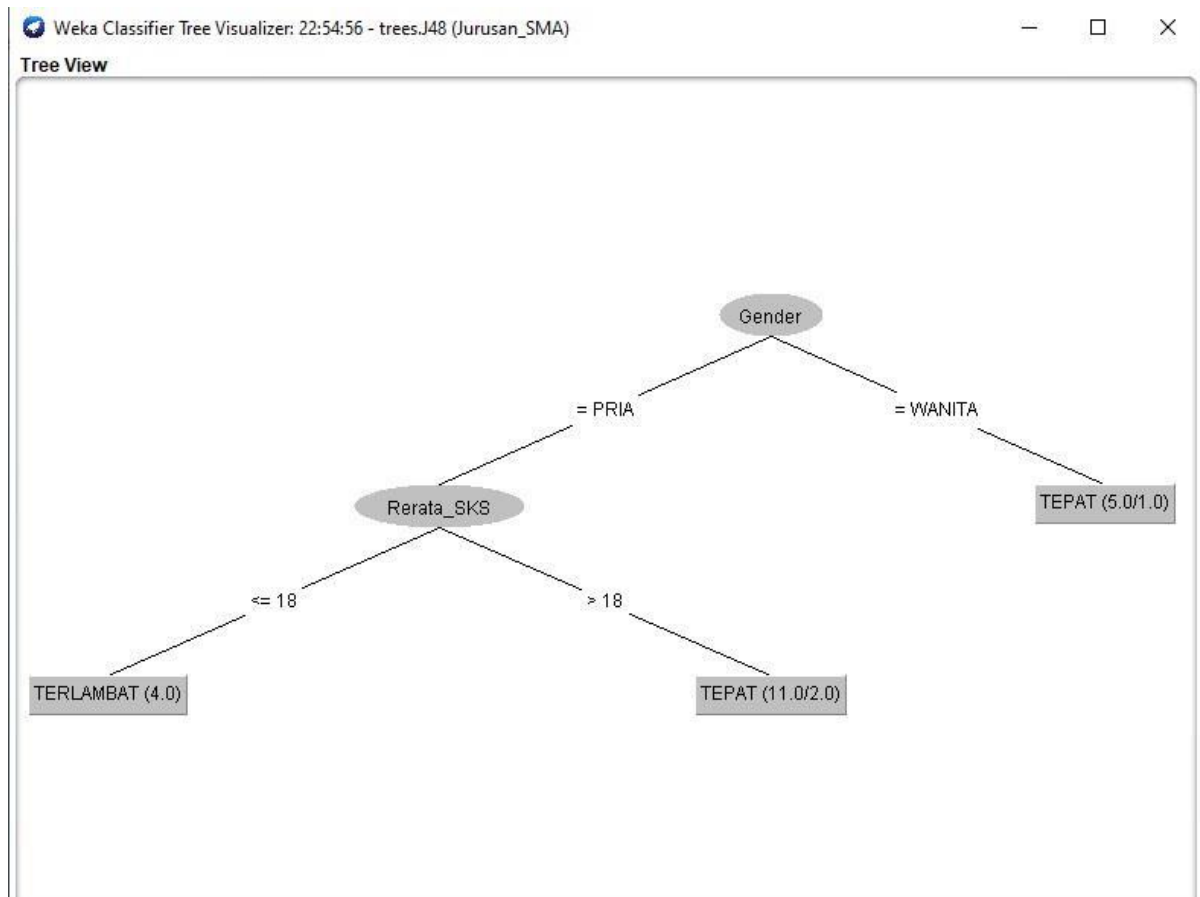 Weka Classifier Tree Visualizer: 22:54:56 - trees.J48 (Jurusan_SMA)
Tree View
Gender
= PRIA
= WANITA
Rerata_SKS
TEPAT (5.0/1.0)
<= 18
> 18
TERLAMBAT (4.0)
TEPAT (11.0/2.0)